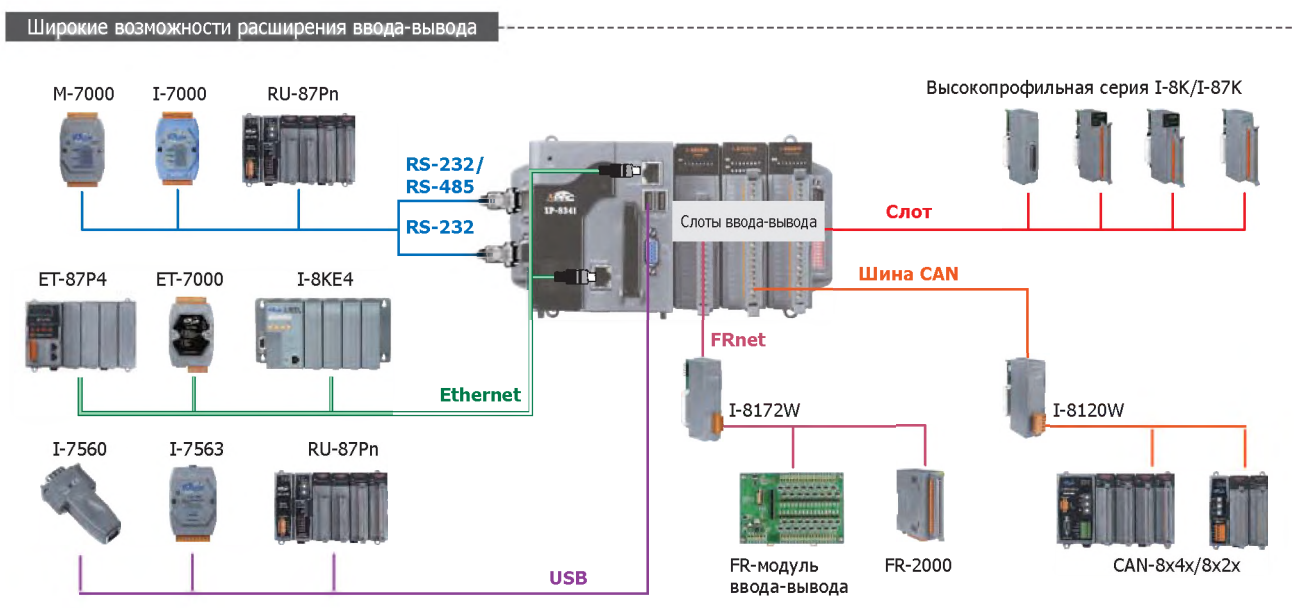 Широкие возможности расширения ввода-вывода
M-7000
I-7000
RU-87Pn
Высокопрофильная серия I-8K/I-87K
RS-232/
RS-485
RS-232
XP-8341
Слоты ввода-вывода
Слот
Шина CAN
ET-87P4
ET-7000
I-8KE4
FRnet
Ethernet
I-8172W
I-8120W
I-7560
I-7563
RU-87Pn
USB
FR-модуль
ввода-вывода
FR-2000
CAN-8x4x/8x2x